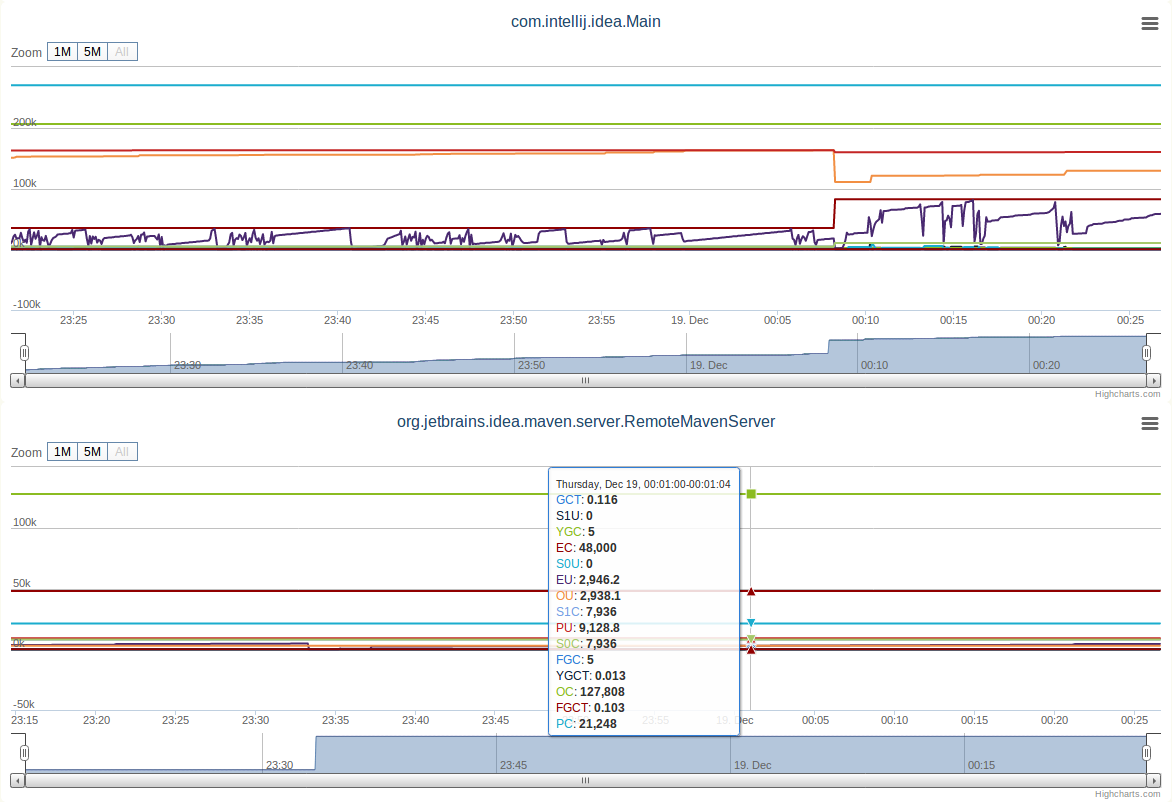 com.intellij.idea.Main
Zoom 1M 5M All
200k
100k
0k
-100k
23:25 23:30 23:35 23:40 23:45 23:50 23:55 19. Dec 00:05 00:10 00:15 00:20 00:25
23:30 23:40 23:50 19. Dec 00:10 00:20
Highcharts.com
org.jetbrains.idea.maven.server.RemoteMavenServer
Zoom 1M 5M All
100k
50k
0k
-50k
Thursday, Dec 19, 00:01:00-00:01:04
GCT: 0.116
S1U: 0
YGC: 5
EC: 48,000
S0U: 0
EU: 2,946.2
OU: 2,938.1
S1C: 7,936
PU: 9,128.8
S0C: 7,936
FGC: 5
YGCT: 0.013
OC: 127,808
FGCT: 0.103
PC: 21,248
23:15 23:20 23:25 23:30 23:35 23:40 23:45 23:55 19. Dec 00:05 00:10 00:15 00:20 00:25
23:30 23:45 19. Dec 00:15
Highcharts.com